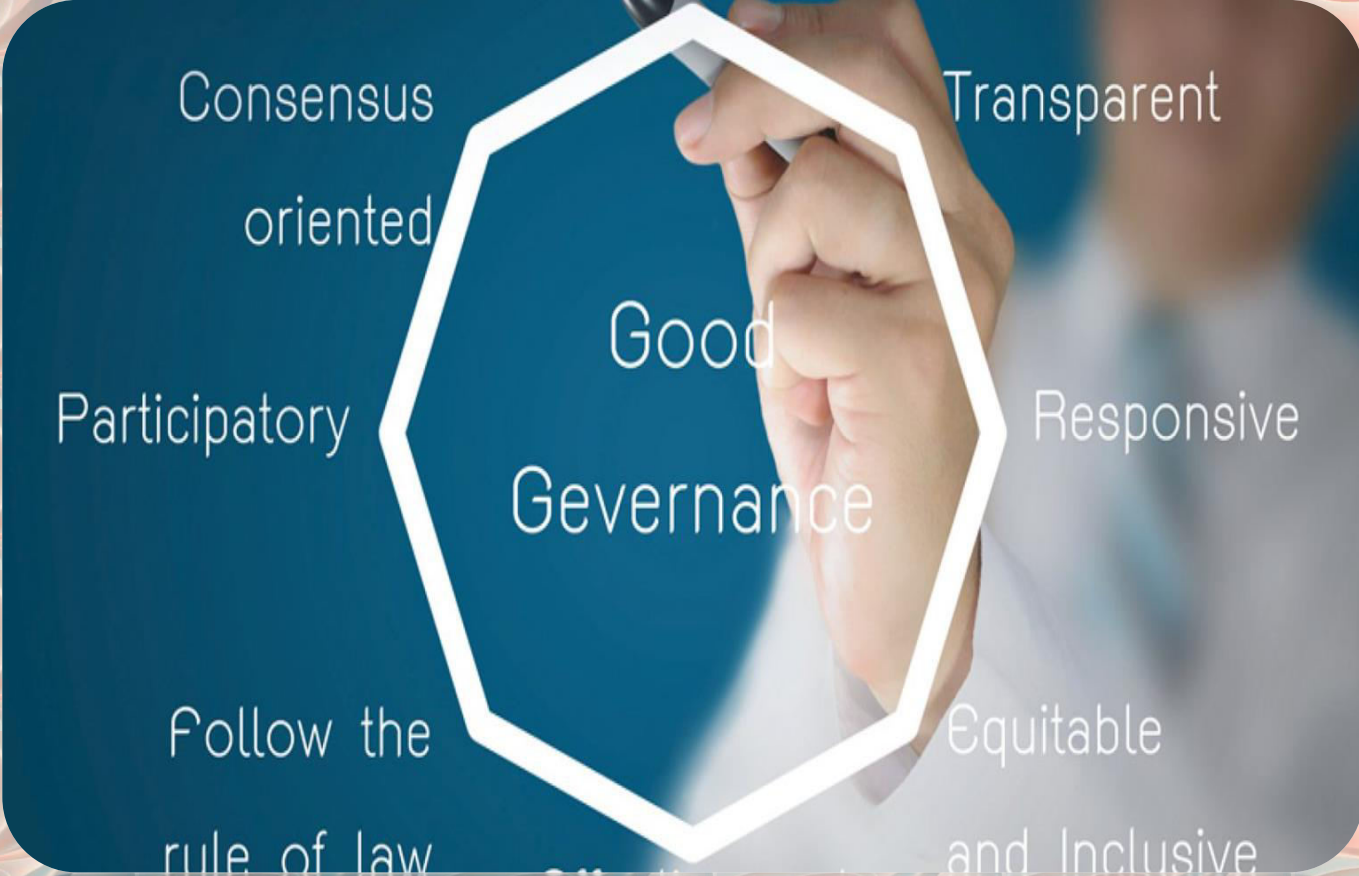 Consensus
oriented
Transparent
Good
Gevernance
Participatory
Responsive
Follow the
rule of law
Equitable
and Inclusive